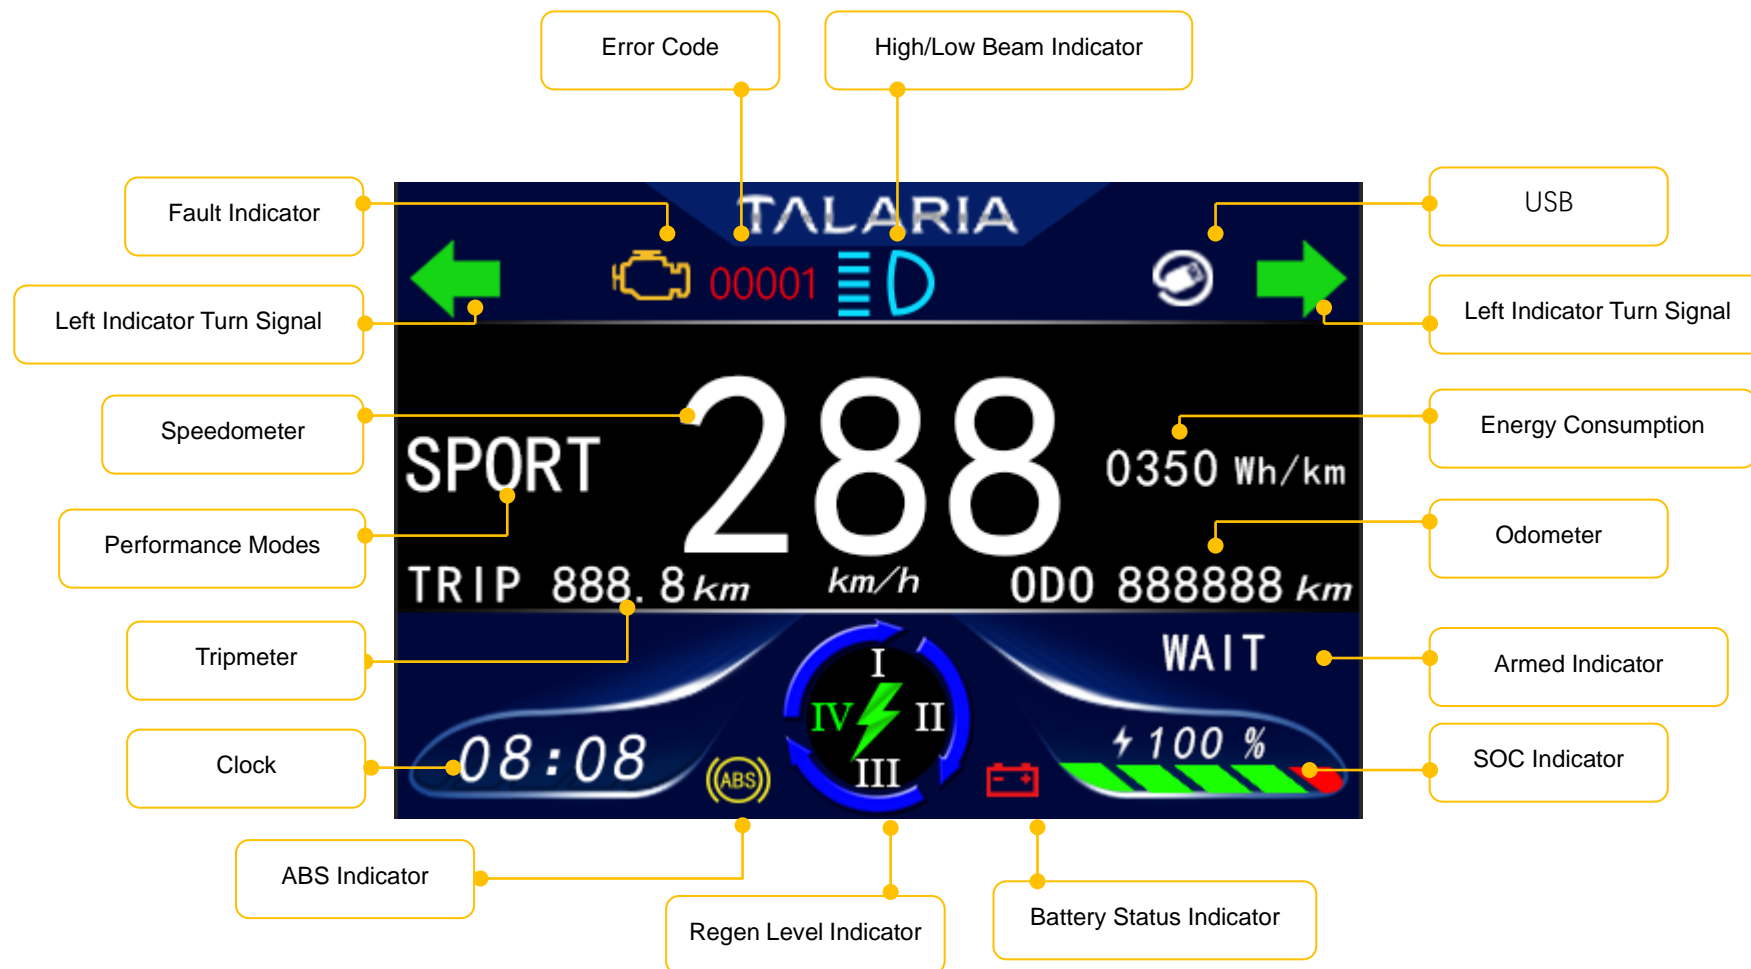 Error Code
High/Low Beam Indicator
Fault Indicator
TALARIA
USB
00001
Left Indicator Turn Signal
Left Indicator Turn Signal
Speedometer
288
Energy Consumption
SPORT
0350 Wh/km
Performance Modes
Odometer
TRIP 888.8 km
km/h
ODO 888888 km
Tripmeter
I
II
III
IV
WAIT
Armed Indicator
Clock
08:08
100 %
SOC Indicator
ABS
- +
ABS Indicator
Regen Level Indicator
Battery Status Indicator